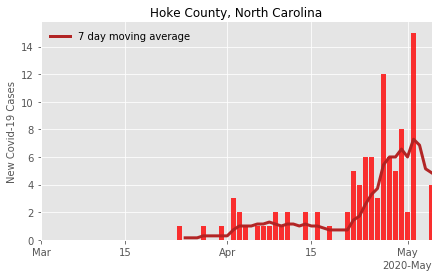 Hoke County, North Carolina
7 day moving average
New Covid-19 Cases
14
12
10
8
6
4
2
0
Mar
15
Apr
15
May
2020-May